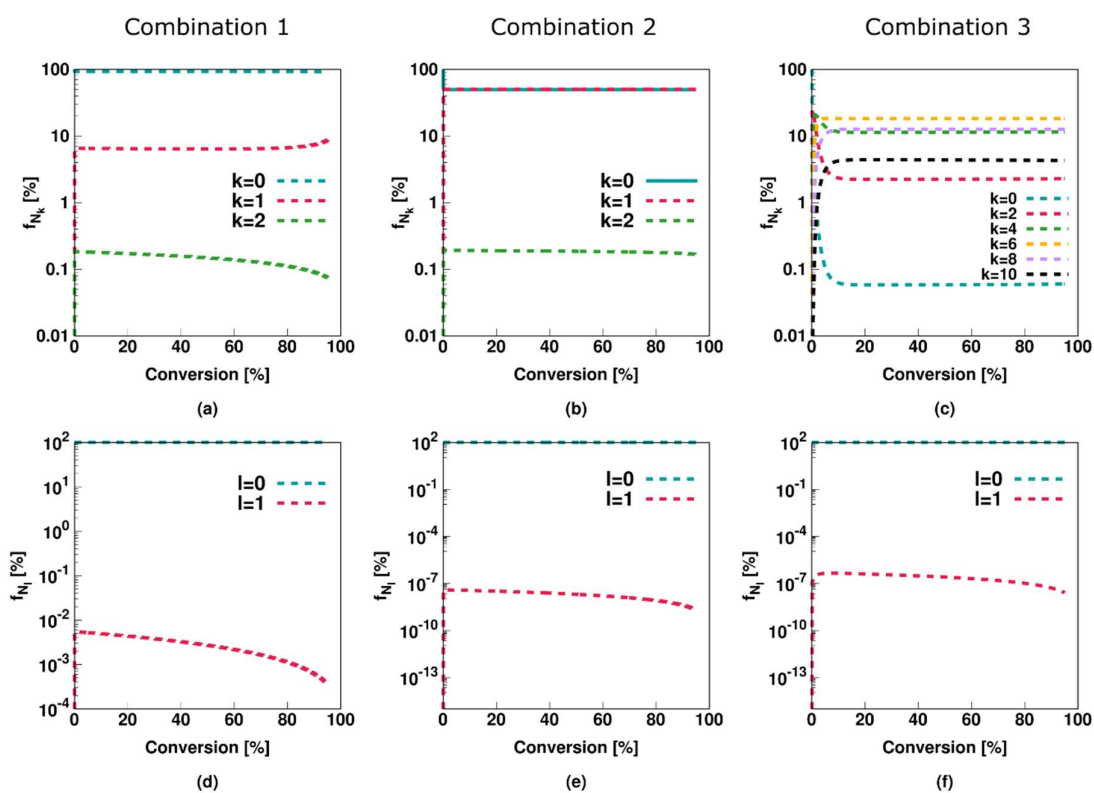 Combination 1 Combination 2 Combination 3
100 100 100
10 10 10
1 1 1
0.1 0.1 0.1
0.01 0.01 0.01
f_{N_k} [%] f_{N_k} [%] f_{N_k} [%]
k=0 k=0 k=0
k=1 k=1 k=2
k=2 k=2 k=4
k=6
k=8
k=10
0 20 40 60 80 100 0 20 40 60 80 100 0 20 40 60 80 100
Conversion [%] Conversion [%] Conversion [%]
(a) (b) (c)
10^2 10^2 10^2
10^1 10^{-1} 10^{-1}
10^0 10^{-4} 10^{-4}
10^{-1} 10^{-7} 10^{-7}
10^{-2} 10^{-10} 10^{-10}
10^{-3} 10^{-13} 10^{-13}
10^{-4}
f_{N_l} [%] f_{N_l} [%] f_{N_l} [%]
l=0 l=0 l=0
l=1 l=1 l=1
0 20 40 60 80 100 0 20 40 60 80 100 0 20 40 60 80 100
Conversion [%] Conversion [%] Conversion [%]
(d) (e) (f)